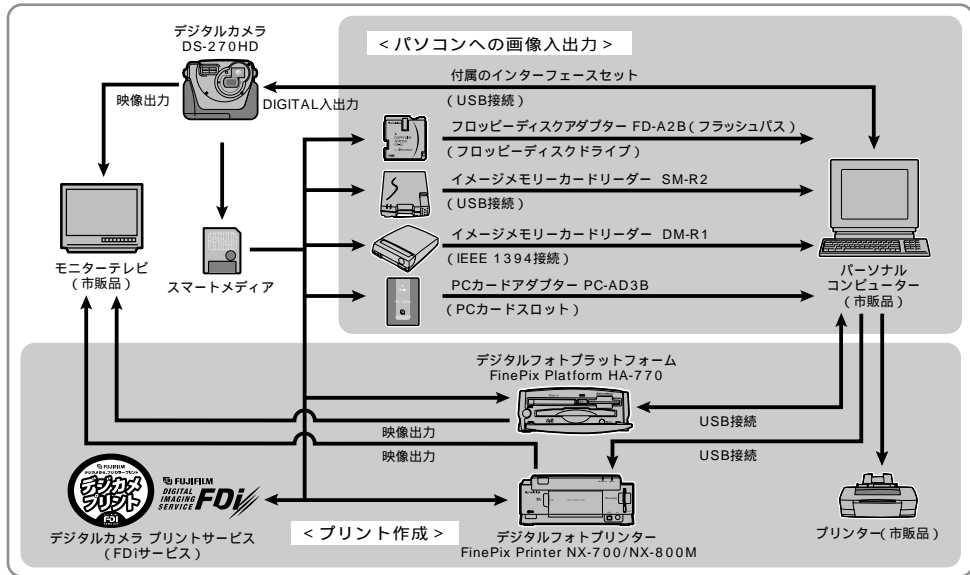 デジタルカメラ
DS-270HD
<パソコンへの画像入出力>
付属のインターフェースセット
(USB接続)
映像出力
DIGITAL入出力
フロッピーディスクアダプター FD-A2B(フラッシュパス)
(フロッピーディスクドライブ)
イメージメモリーカードリーダー SM-R2
(USB接続)
イメージメモリーカードリーダー DM-R1
(IEEE 1394接続)
モニターテレビ
(市販品)
スマートメディア
PCカードアダプター PC-AD3B
(PCカードスロット)
パーソナル
コンピューター
(市販品)
デジタルフォトプラットフォーム
FinePix Platform HA-770
映像出力
USB接続
映像出力
USB接続
FUJIFILM
デジカメ
プリント
FDi
SERVICE
FUJIFILM
DIGITAL
IMAGING
SERVICE
FDi
デジタルカメラ プリントサービス
(FDiサービス)
<プリント作成>
デジタルフォトプリンター
FinePix Printer NX-700/NX-800M
プリンター(市販品)